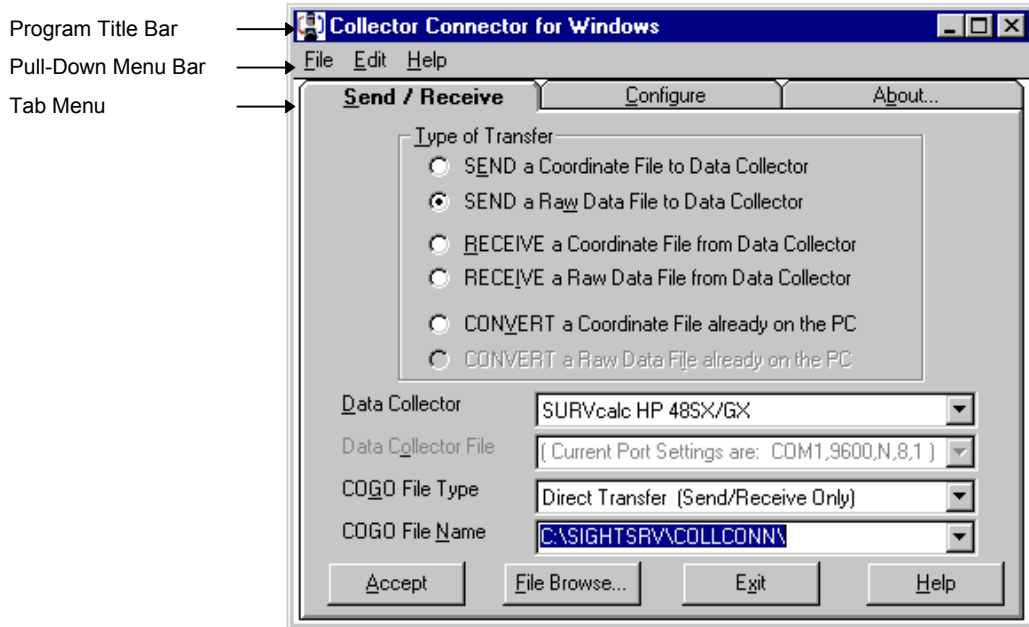 Program Title Bar
Collector Connector for Windows
Pull-Down Menu Bar
File Edit Help
Tab Menu
Send / Receive Configure About...
Type of Transfer
SEND a Coordinate File to Data Collector
SEND a Raw Data File to Data Collector
RECEIVE a Coordinate File from Data Collector
RECEIVE a Raw Data File from Data Collector
CONVERT a Coordinate File already on the PC
CONVERT a Raw Data File already on the PC
Data Collector SURVcalc HP 48SX/GX
Data Collector File ( Current Port Settings are: COM1,9600,N,8,1 )
COGO File Type Direct Transfer (Send/Receive Only)
COGO File Name C:\SIGHTSRV\COLLCONN\
Accept File Browse... Exit Help